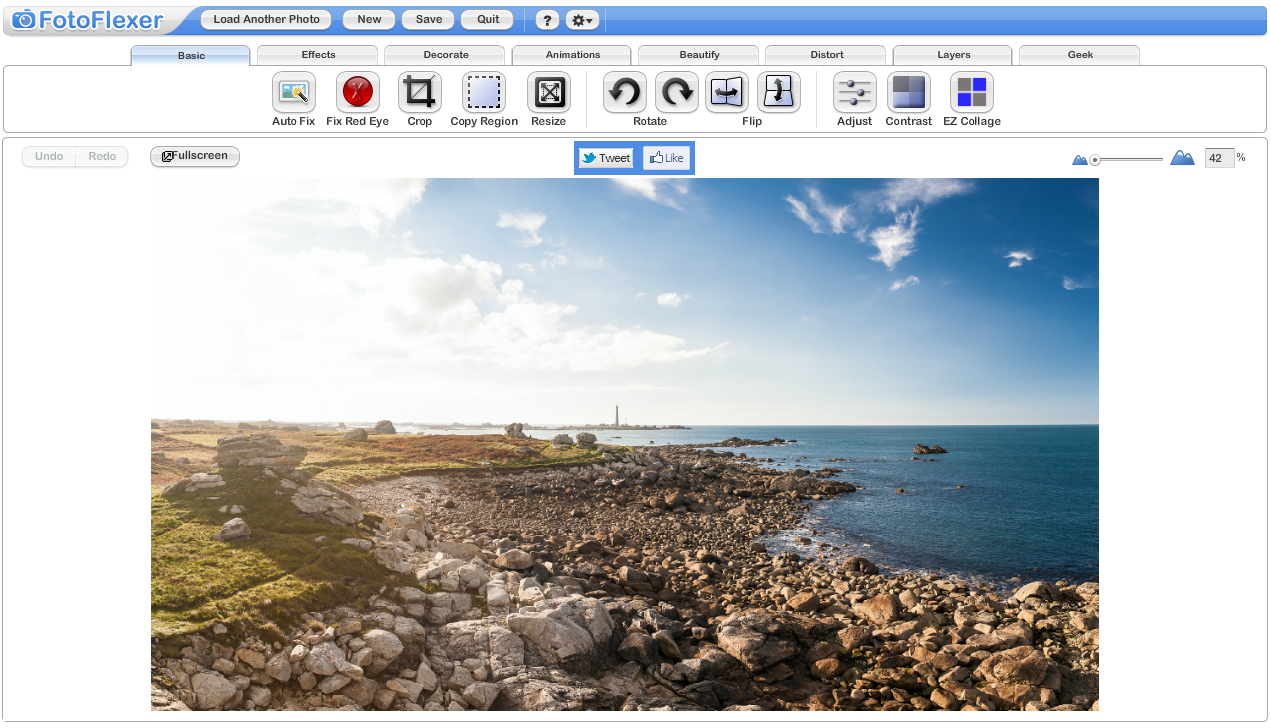 FotoFlexer Load Another Photo New Save Quit ?
Basic Effects Decorate Animations Beautify Distort Layers Geek
Auto Fix Fix Red Eye Crop Copy Region Resize Rotate Flip Adjust Contrast EZ Collage
Undo Redo Fullscreen Tweet Like 42 %